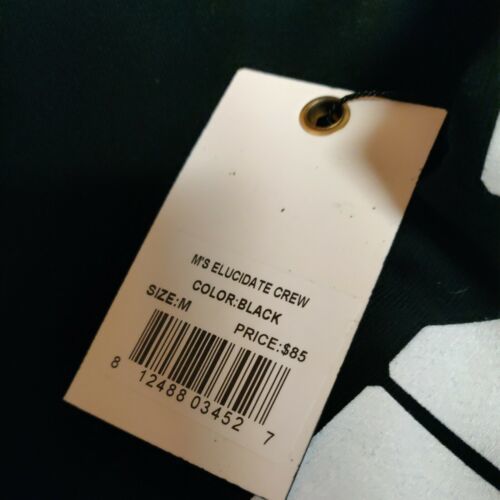 M'S ELUCIDATE CREW
COLOR:BLACK
SIZE:M PRICE:$85
8 12488 03452 7